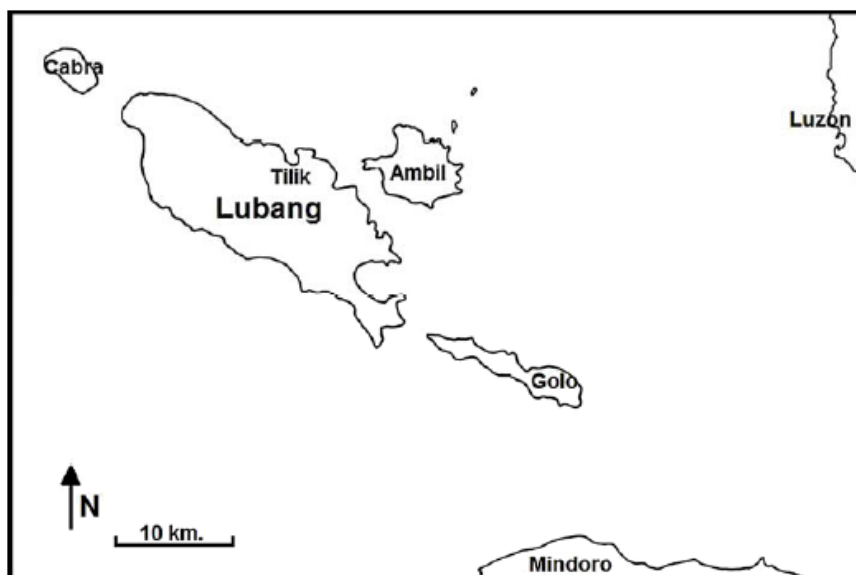 Cabra
Luzon
Tilik
Ambil
Lubang
Golo
N
10 km.
Mindoro